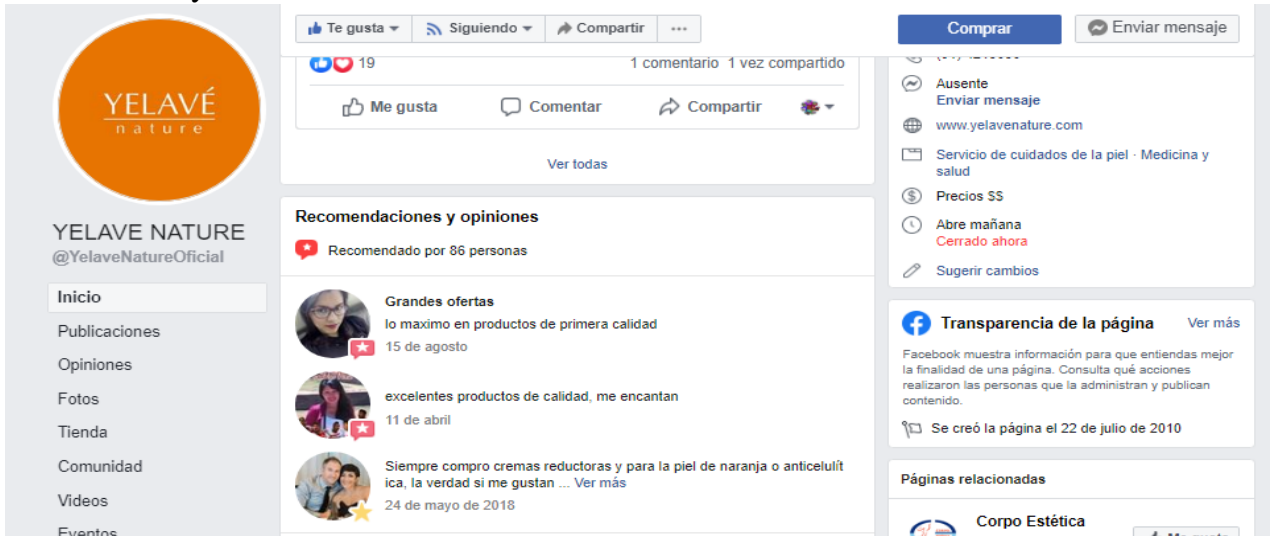 YELAVÉ
nature
YELAVE NATURE
@YelaveNatureOficial
Inicio
Publicaciones
Opiniones
Fotos
Tienda
Comunidad
Videos
Eventos
Te gusta
Siguiendo
Compartir
...
Comprar
Enviar mensaje
19
1 comentario 1 vez compartido
Me gusta
Comentar
Compartir
Ver todas
Recomendaciones y opiniones
Recomendado por 86 personas
Grandes ofertas
lo maximo en productos de primera calidad
15 de agosto
excelentes productos de calidad, me encantan
11 de abril
Siempre compro cremas reductoras y para la piel de naranja o anticelulít
ica, la verdad si me gustan ... Ver más
24 de mayo de 2018
Ausente
Enviar mensaje
www.yelavenature.com
Servicio de cuidados de la piel · Medicina y
salud
Precios $$
Abre mañana
Cerrado ahora
Sugerir cambios
Transparencia de la página Ver más
Facebook muestra información para que entiendas mejor
la finalidad de una página. Consulta qué acciones
realizaron las personas que la administran y publican
contenido.
Se creó la página el 22 de julio de 2010
Páginas relacionadas
Corpo Estética
Me gusta